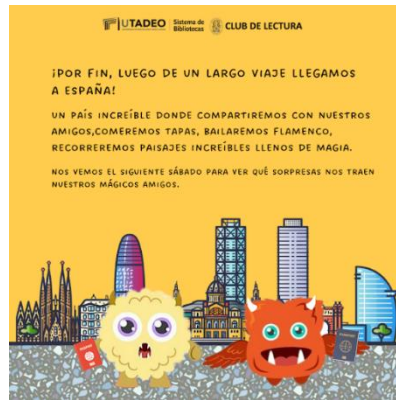 UTADEO Sistema de Bibliotecas CLUB DE LECTURA
¡POR FIN, LUEGO DE UN LARGO VIAJE LLEGAMOS
A ESPAÑA!
UN PAÍS INCREÍBLE DONDE COMPARTIREMOS CON NUESTROS
AMIGOS,COMEREMOS TAPAS, BAILAREMOS FLAMENCO,
RECORREREMOS PAISAJES INCREÍBLES LLENOS DE MAGIA.
NOS VEMOS EL SIGUIENTE SÁBADO PARA VER QUÉ SORPRESAS NOS TRAEN
NUESTROS MÁGICOS AMIGOS.